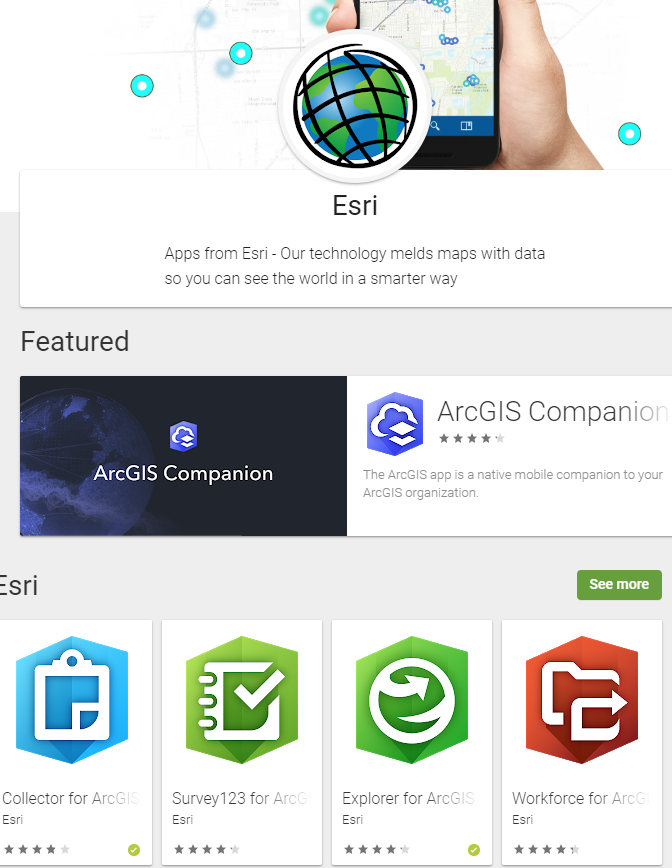 Esri
Apps from Esri - Our technology melds maps with data
so you can see the world in a smarter way
Featured
ArcGIS Companion
ArcGIS Companion
The ArcGIS app is a native mobile companion to your
ArcGIS organization.
Esri
See more
Collector for ArcGIS
Esri
Survey123 for ArcG
Esri
Explorer for ArcGIS
Esri
Workforce for ArcG
Esri